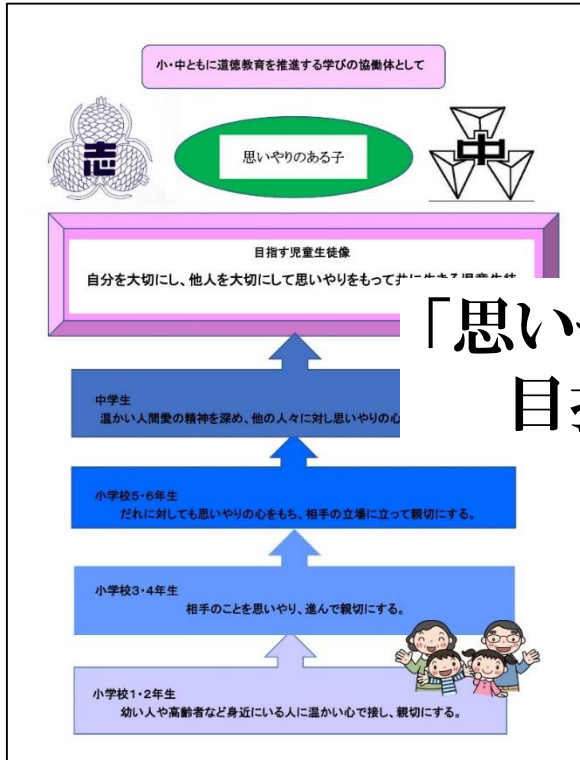 小・中ともに道徳教育を推進する学びの協働体として
志
思いやりのある子
中
目指す児童生徒像
自分を大切にし、他人を大切にして思いやりをもって共に生きる児童生徒
「思い
目
中学生
温かい人間愛の精神を深め、他の人々に対し思いやりの心
小学校5・6年生
だれに対しても思いやりの心をもち、相手の立場に立って親切にする。
小学校3・4年生
相手のことを思いやり、進んで親切にする。
小学校1・2年生
幼い人や高齢者など身近にいる人に温かい心で接し、親切にする。